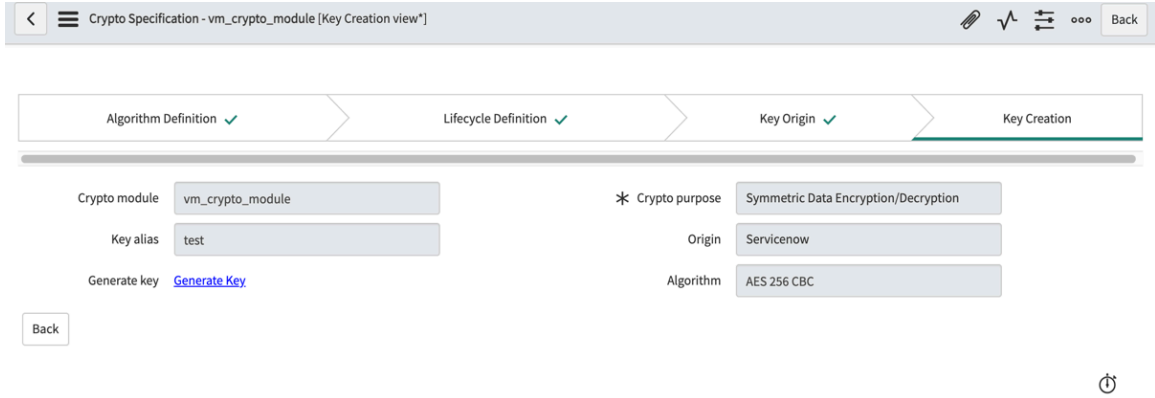 Crypto Specification - vm_crypto_module [Key Creation view*]
Back
Algorithm Definition
Lifecycle Definition
Key Origin
Key Creation
Crypto module
vm_crypto_module
Crypto purpose
Symmetric Data Encryption/Decryption
Key alias
test
Origin
Servicenow
Generate key
Generate Key
Algorithm
AES 256 CBC
Back